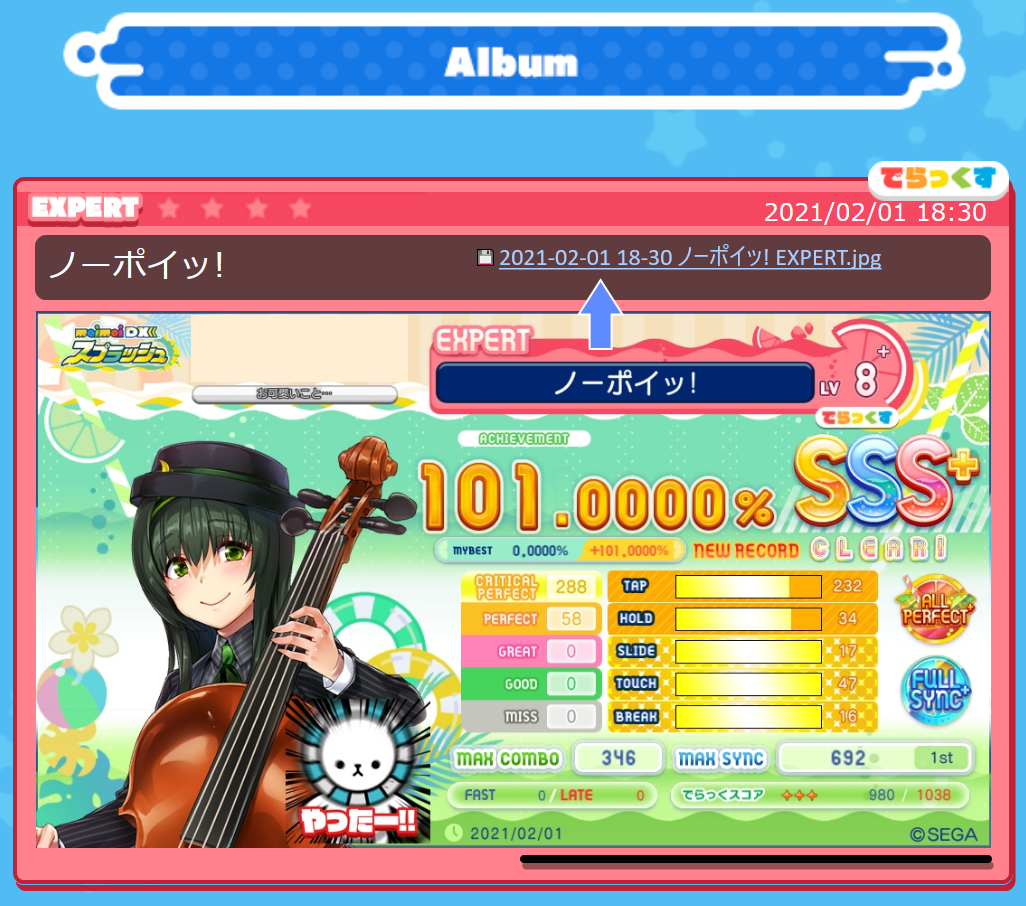 Album
でらっくす
EXPERT
2021/02/01 18:30
ノーポイッ!
2021-02-01 18-30 ノーポイッ! EXPERT.jpg
maimai DX
スプラッシュ
EXPERT
お可愛いこと…
ノーポイッ!
LV 8+
でらっくす
ACHIEVEMENT
101.0000%
SSS+
MYBEST 0.0000% +101.0000% NEW RECORD CLEAR!
CRITICAL PERFECT 288
TAP 232
PERFECT 58
HOLD 34
GREAT 0
SLIDE 17
GOOD 0
TOUCH 47
MISS 0
BREAK 16
ALL PERFECT+
FULL SYNC+
やったー!!
MAX COMBO 346 MAX SYNC 692 1st
FAST 0 / LATE 0
でらっくスコア 980 / 1038
2021/02/01
©SEGA